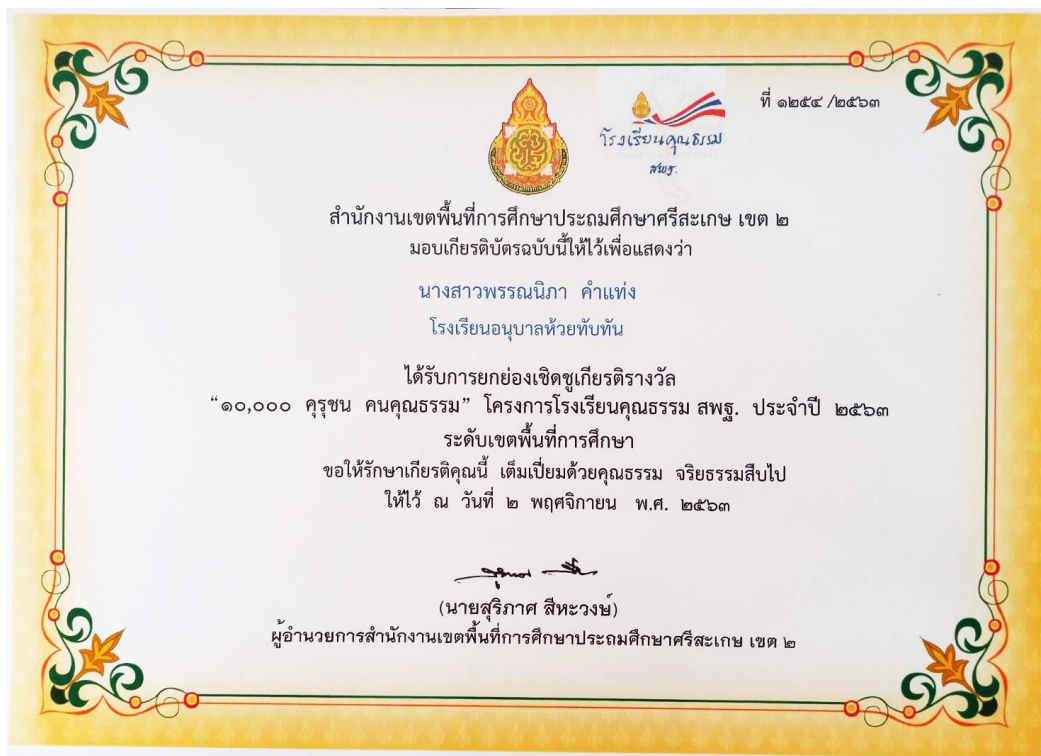 ที่ ๑๒๕๔ /๒๕๖๓
โรงเรียนคุณธรรม
สพฐ.
สำนักงานเขตพื้นที่การศึกษาประถมศึกษาศรีสะเกษ เขต ๒
มอบเกียรติบัตรฉบับนี้ให้ไว้เพื่อแสดงว่า
นางสาวพรรณนิภา คำแท่ง
โรงเรียนอนุบาลห้วยทับทัน
ได้รับการยกย่องเชิดชูเกียรติรางวัล
“๑๐,๐๐๐ คุรุชน คนคุณธรรม” โครงการโรงเรียนคุณธรรม สพฐ. ประจำปี ๒๕๖๓
ระดับเขตพื้นที่การศึกษา
ขอให้รักษาเกียรติคุณนี้ เต็มเปี่ยมด้วยคุณธรรม จริยธรรมสืบไป
ให้ไว้ ณ วันที่ ๒ พฤศจิกายน พ.ศ. ๒๕๖๓
(นายสุริภาศ สีหะวงษ์)
ผู้อำนวยการสำนักงานเขตพื้นที่การศึกษาประถมศึกษาศรีสะเกษ เขต ๒